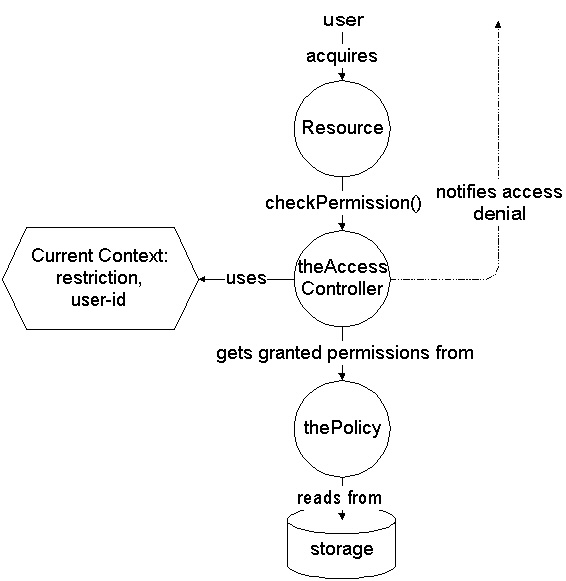 user
acquires
Resource
checkPermission()
notifies access
denial
Current Context:
restriction,
user-id
uses
theAccess
Controller
gets granted permissions from
thePolicy
reads from
storage